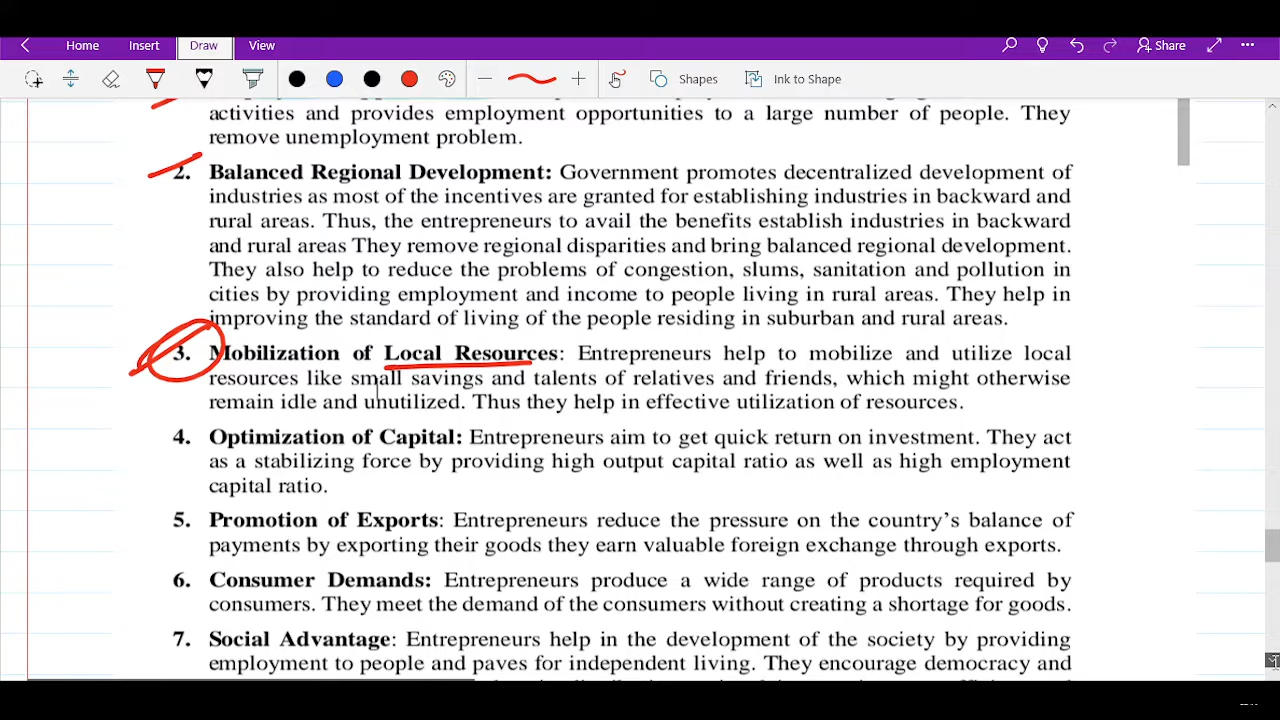 Home Insert Draw View Share
Ink to Shape
Shapes
activities and provides employment opportunities to a large number of people. They
remove unemployment problem.
2. Balanced Regional Development: Government promotes decentralized development of
industries as most of the incentives are granted for establishing industries in backward and
rural areas. Thus, the entrepreneurs to avail the benefits establish industries in backward
and rural areas They remove regional disparities and bring balanced regional development.
They also help to reduce the problems of congestion, slums, sanitation and pollution in
cities by providing employment and income to people living in rural areas. They help in
improving the standard of living of the people residing in suburban and rural areas.
3. Mobilization of Local Resources: Entrepreneurs help to mobilize and utilize local
resources like small savings and talents of relatives and friends, which might otherwise
remain idle and unutilized. Thus they help in effective utilization of resources.
4. Optimization of Capital: Entrepreneurs aim to get quick return on investment. They act
as a stabilizing force by providing high output capital ratio as well as high employment
capital ratio.
5. Promotion of Exports: Entrepreneurs reduce the pressure on the country's balance of
payments by exporting their goods they earn valuable foreign exchange through exports.
6. Consumer Demands: Entrepreneurs produce a wide range of products required by
consumers. They meet the demand of the consumers without creating a shortage for goods.
7. Social Advantage: Entrepreneurs help in the development of the society by providing
employment to people and paves for independent living. They encourage democracy and